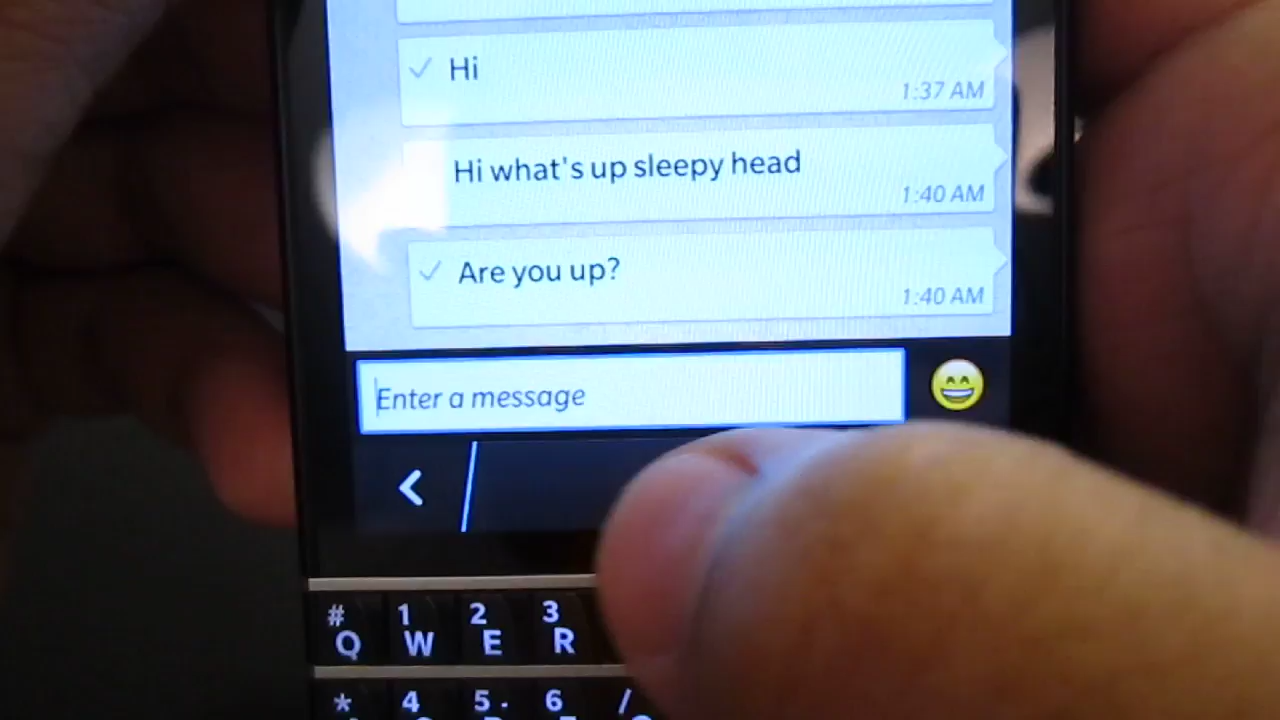 Hi
1:37 AM
Hi what's up sleepy head
1:40 AM
Are you up?
1:40 AM
Enter a message
# 1 2 3
Q W E R
* 4 5 . 6 /